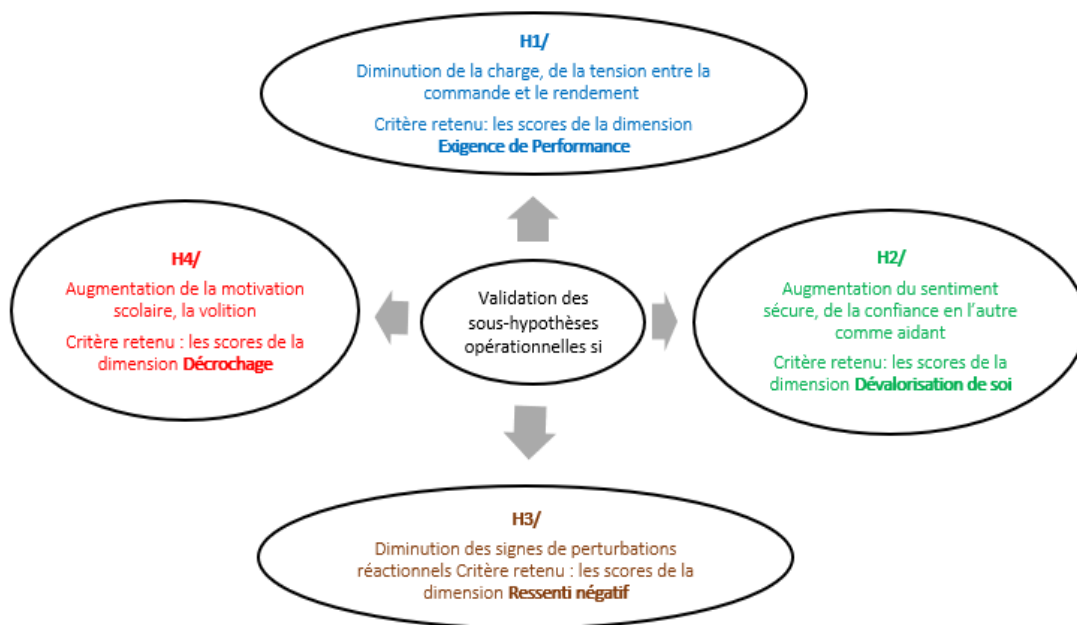 H1/
Diminution de la charge, de la tension entre la
commande et le rendement
Critère retenu: les scores de la dimension
Exigence de Performance
H4/
Augmentation de la motivation
scolaire, la volition
Critère retenu : les scores de la
dimension Décrochage
Validation des
sous-hypothèses
opérationnelles si
H2/
Augmentation du sentiment
sécure, de la confiance en l’autre
comme aidant
Critère retenu: les scores de la
dimension Dévalorisation de soi
H3/
Diminution des signes de perturbations
réactionnels Critère retenu : les scores de la
dimension Ressenti négatif